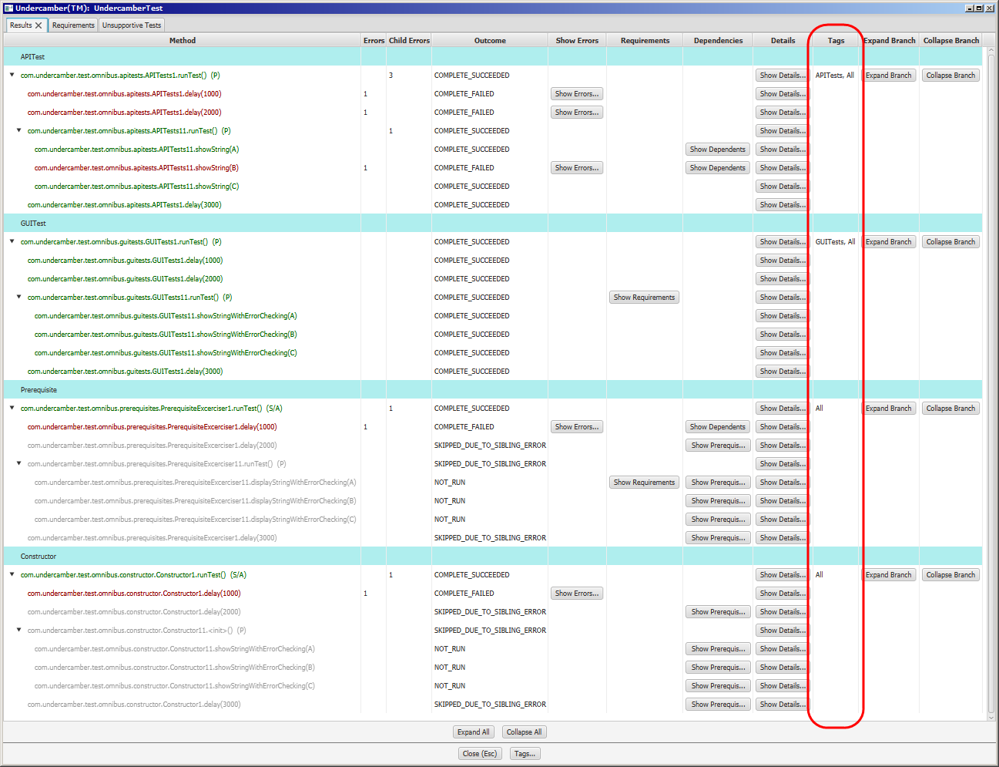 Undercamber(TM):  UndercamberTest
Results Requirements Unsupportive Tests
Method Errors Child Errors Outcome Show Errors Requirements Dependencies Details Tags Expand Branch Collapse Branch
APITest
com.undercamber.test.omnibus.apitests.APITests1.runTest() (P) 3 COMPLETE_SUCCEEDED Show Details... APITests, All Expand Branch Collapse Branch
com.undercamber.test.omnibus.apitests.APITests1.delay(1000) 1 COMPLETE_FAILED Show Errors... Show Details...
com.undercamber.test.omnibus.apitests.APITests1.delay(2000) 1 COMPLETE_FAILED Show Errors... Show Details...
com.undercamber.test.omnibus.apitests.APITests11.runTest() (P) 1 COMPLETE_SUCCEEDED Show Details...
com.undercamber.test.omnibus.apitests.APITests11.showString(A) COMPLETE_SUCCEEDED Show Dependents Show Details...
com.undercamber.test.omnibus.apitests.APITests11.showString(B) 1 COMPLETE_FAILED Show Errors... Show Dependents Show Details...
com.undercamber.test.omnibus.apitests.APITests11.showString(C) COMPLETE_SUCCEEDED Show Details...
com.undercamber.test.omnibus.apitests.APITests1.delay(3000) COMPLETE_SUCCEEDED Show Details...
GUITest
com.undercamber.test.omnibus.guitests.GUITests1.runTest() (P) COMPLETE_SUCCEEDED Show Details... GUITests, All Expand Branch Collapse Branch
com.undercamber.test.omnibus.guitests.GUITests1.delay(1000) COMPLETE_SUCCEEDED Show Details...
com.undercamber.test.omnibus.guitests.GUITests1.delay(2000) COMPLETE_SUCCEEDED Show Details...
com.undercamber.test.omnibus.guitests.GUITests11.runTest() (P) COMPLETE_SUCCEEDED Show Requirements Show Details...
com.undercamber.test.omnibus.guitests.GUITests11.showStringWithErrorChecking(A) COMPLETE_SUCCEEDED Show Details...
com.undercamber.test.omnibus.guitests.GUITests11.showStringWithErrorChecking(B) COMPLETE_SUCCEEDED Show Details...
com.undercamber.test.omnibus.guitests.GUITests11.showStringWithErrorChecking(C) COMPLETE_SUCCEEDED Show Details...
com.undercamber.test.omnibus.guitests.GUITests1.delay(3000) COMPLETE_SUCCEEDED Show Details...
Prerequisite
com.undercamber.test.omnibus.prerequisites.PrerequisiteExcerciser1.runTest() (S/A) 1 COMPLETE_SUCCEEDED Show Details... All Expand Branch Collapse Branch
com.undercamber.test.omnibus.prerequisites.PrerequisiteExcerciser1.delay(1000) 1 COMPLETE_FAILED Show Errors... Show Dependents Show Details...
com.undercamber.test.omnibus.prerequisites.PrerequisiteExcerciser1.delay(2000) SKIPPED_DUE_TO_SIBLING_ERROR Show Prerequis... Show Details...
com.undercamber.test.omnibus.prerequisites.PrerequisiteExcerciser11.runTest() (P) SKIPPED_DUE_TO_SIBLING_ERROR Show Details...
com.undercamber.test.omnibus.prerequisites.PrerequisiteExcerciser11.displayStringWithErrorChecking(A) NOT_RUN Show Requirements Show Prerequis... Show Details...
com.undercamber.test.omnibus.prerequisites.PrerequisiteExcerciser11.displayStringWithErrorChecking(B) NOT_RUN Show Prerequis... Show Details...
com.undercamber.test.omnibus.prerequisites.PrerequisiteExcerciser11.displayStringWithErrorChecking(C) NOT_RUN Show Prerequis... Show Details...
com.undercamber.test.omnibus.prerequisites.PrerequisiteExcerciser1.delay(3000) SKIPPED_DUE_TO_SIBLING_ERROR Show Prerequis... Show Details...
Constructor
com.undercamber.test.omnibus.constructor.Constructor1.runTest() (S/A) 1 COMPLETE_SUCCEEDED Show Details... All Expand Branch Collapse Branch
com.undercamber.test.omnibus.constructor.Constructor1.delay(1000) 1 COMPLETE_FAILED Show Errors... Show Details...
com.undercamber.test.omnibus.constructor.Constructor1.delay(2000) SKIPPED_DUE_TO_SIBLING_ERROR Show Prerequis... Show Details...
com.undercamber.test.omnibus.constructor.Constructor11.<init>() (P) SKIPPED_DUE_TO_SIBLING_ERROR Show Details...
com.undercamber.test.omnibus.constructor.Constructor11.showStringWithErrorChecking(A) NOT_RUN Show Prerequis... Show Details...
com.undercamber.test.omnibus.constructor.Constructor11.showStringWithErrorChecking(B) NOT_RUN Show Prerequis... Show Details...
com.undercamber.test.omnibus.constructor.Constructor11.showStringWithErrorChecking(C) NOT_RUN Show Prerequis... Show Details...
com.undercamber.test.omnibus.constructor.Constructor1.delay(3000) SKIPPED_DUE_TO_SIBLING_ERROR Show Prerequis... Show Details...
Expand All Collapse All
Close (Esc) Tags...